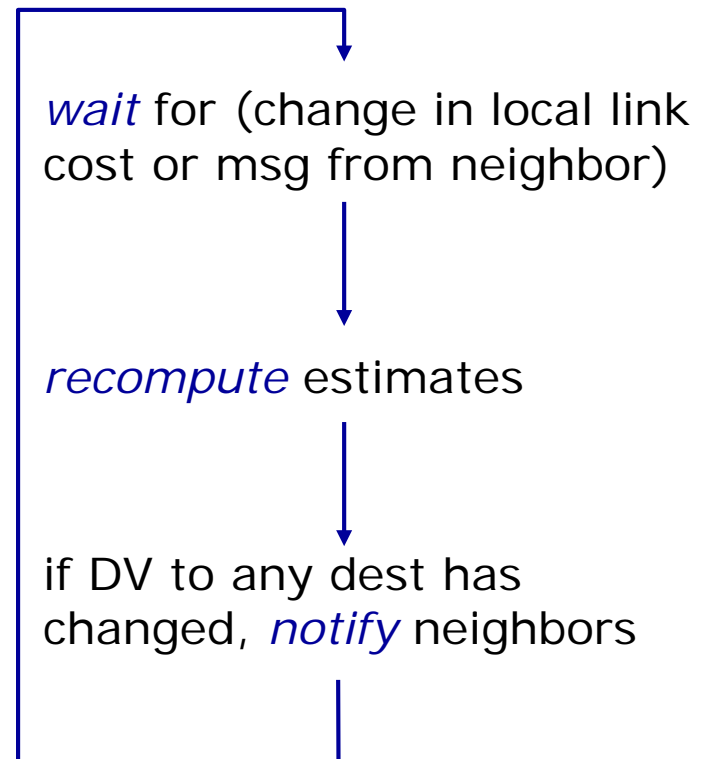 wait for (change in local link
cost or msg from neighbor)
recompute estimates
if DV to any dest has
changed, notify neighbors